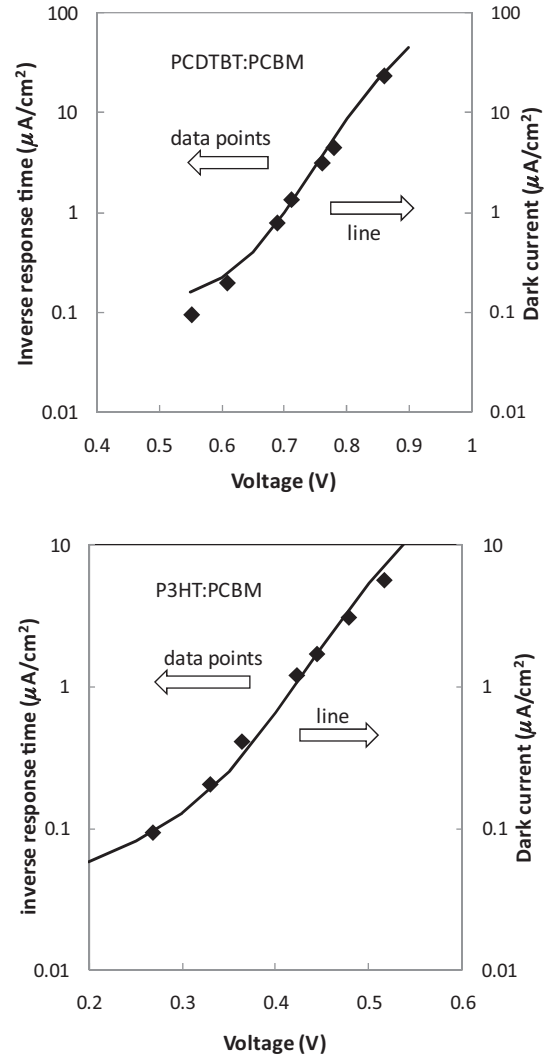 100
10
1
0.1
0.01
100
10
1
0.1
0.01
PCDTBT:PCBM
data points
line
Inverse response time (μA/cm²)
Dark current (μA/cm²)
0.4 0.5 0.6 0.7 0.8 0.9 1
Voltage (V)
10
1
0.1
0.01
10
1
0.1
0.01
P3HT:PCBM
data points
line
inverse response time (μA/cm²)
Dark current (μA/cm²)
0.2 0.3 0.4 0.5 0.6
Voltage (V)